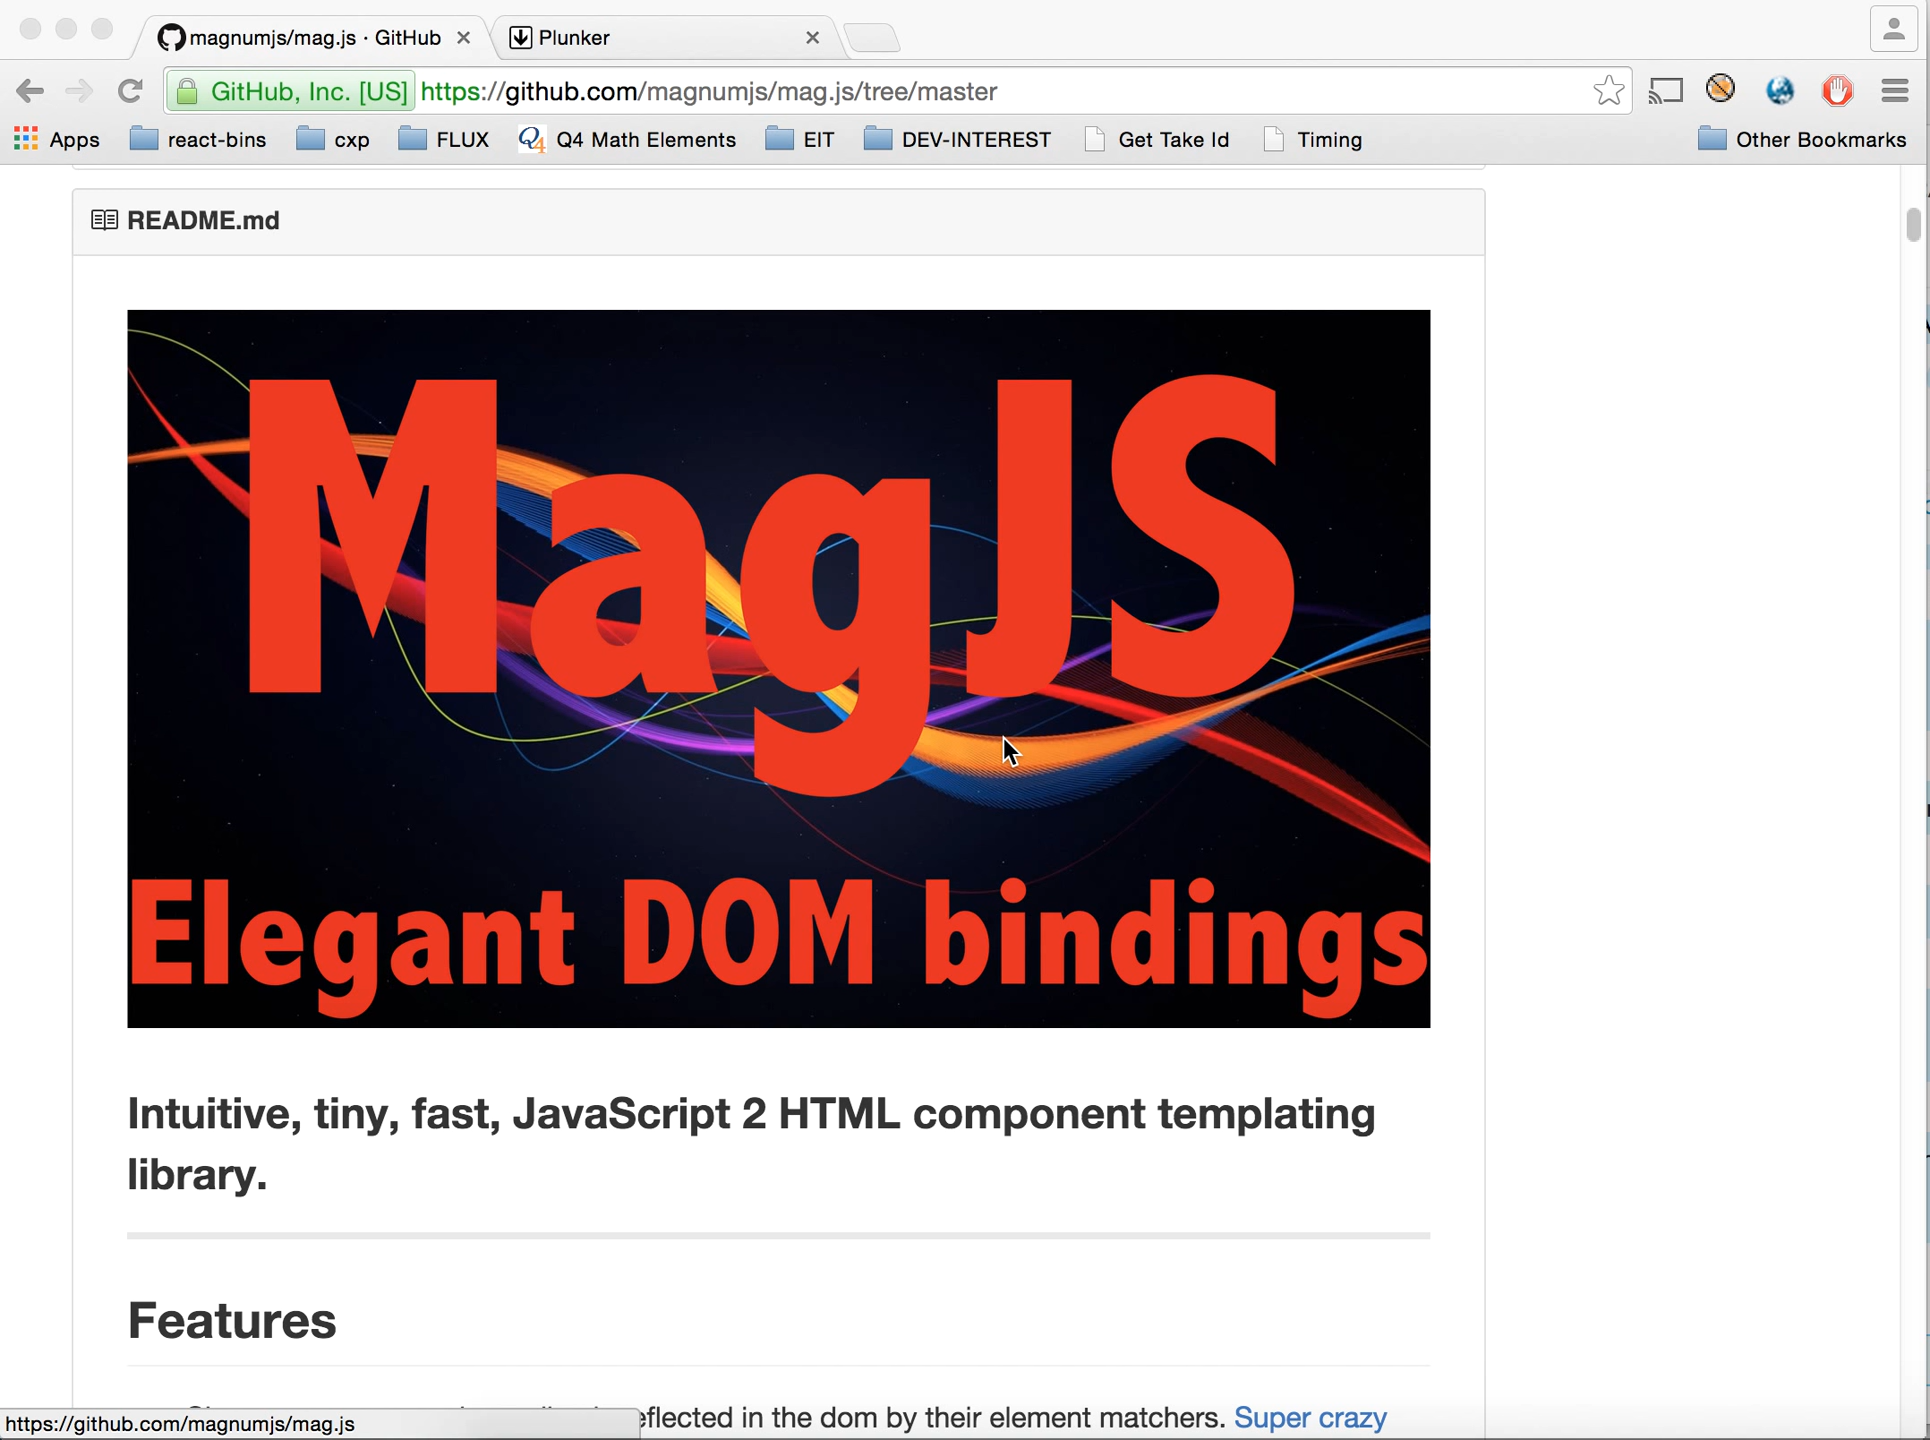 magnumjs/mag.js · GitHub
Plunker
GitHub, Inc. [US] https://github.com/magnumjs/mag.js/tree/master
Apps react-bins cxp FLUX Q4 Math Elements EIT DEV-INTEREST Get Take Id Timing Other Bookmarks
README.md
MagJS
Elegant DOM bindings
Intuitive, tiny, fast, JavaScript 2 HTML component templating
library.
Features
eflected in the dom by their element matchers. Super crazy
https://github.com/magnumjs/mag.js